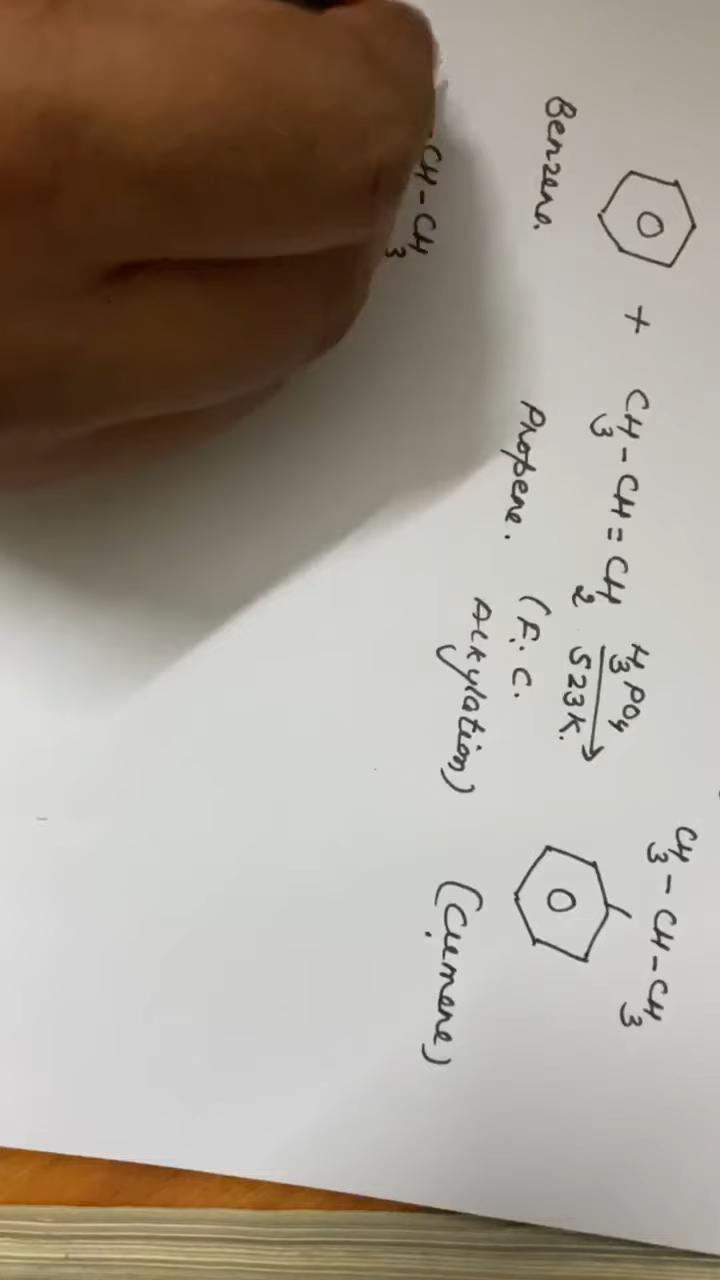 CH3-CH-CH3
+ CH3-CH=CH2 H3PO4
523K.
Benzene. Propene. (F.C. Alkylation) (Cumene)
-CH-CH3